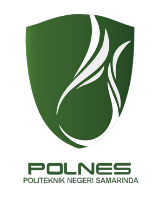 POLNES
POLITEKNIK NEGERI SAMARINDA